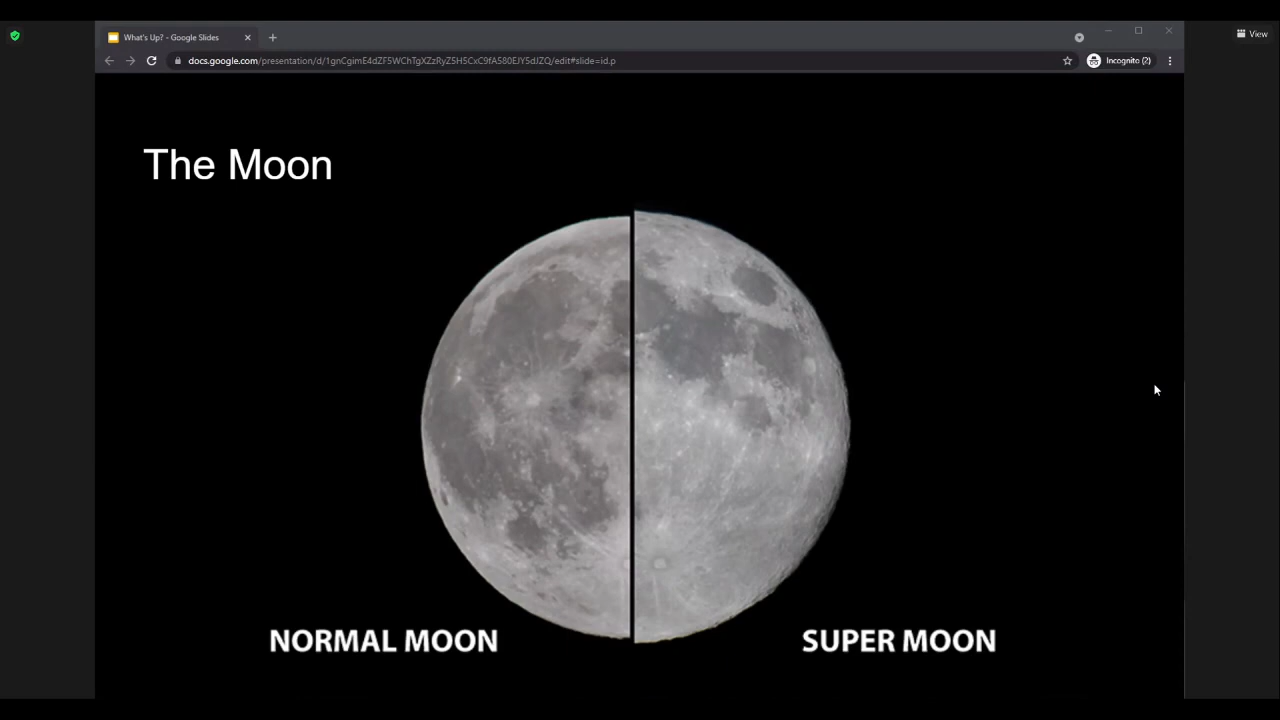 What's Up? - Google Slides
View
docs.google.com/presentation/d/1gnCgimE4dZF5WChTgXZzRyZ5H5CxC9fA580EJY5dJZQ/edit#slide=id.p
Incognito (2)
The Moon
NORMAL MOON
SUPER MOON